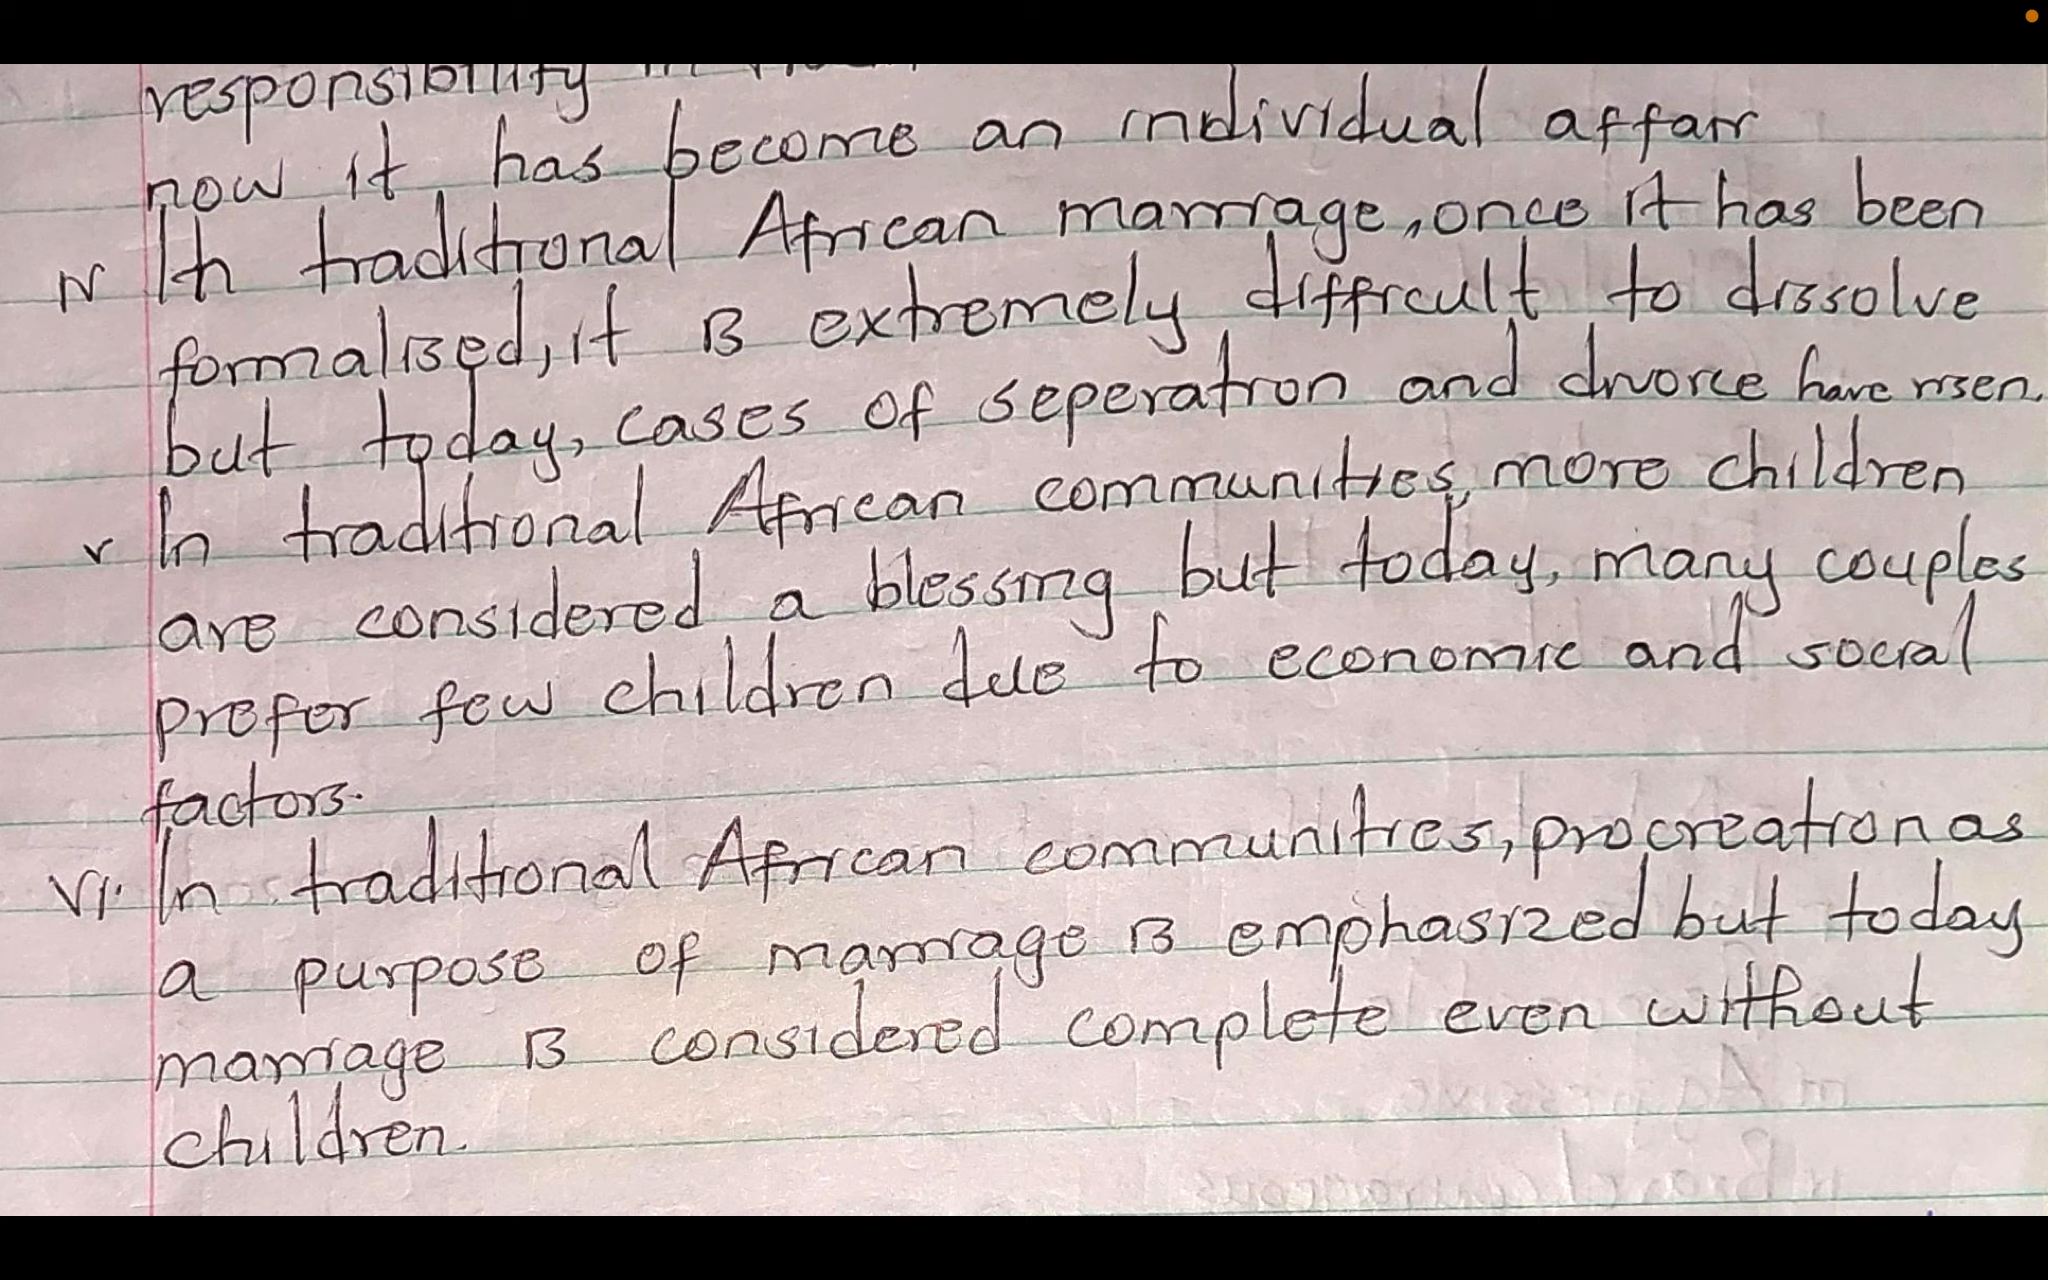 responsibility in
now it has become an individual affair
iv In traditional African marriage, once it has been
formalised, it is extremely difficult to dissolve
but today, cases of seperation and divorce have risen.
v In traditional African communities, more children
are considered a blessing but today, many couples
prefer few children due to economic and social
factors.
vi. In traditional African communities, procreation as
a purpose of marriage is emphasized but today
marriage is considered complete even without
children.